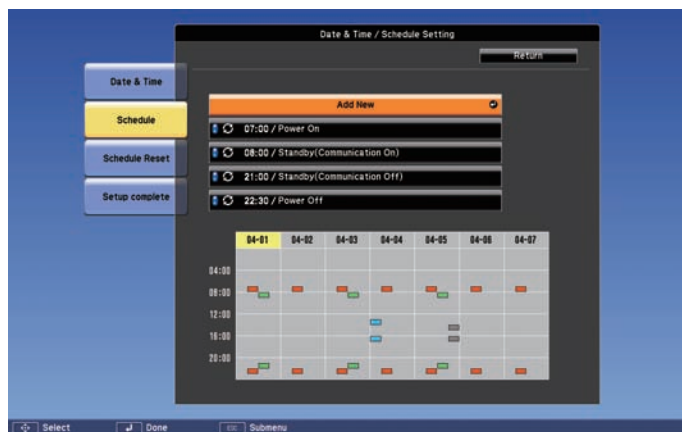 Date & Time / Schedule Setting
Return
Date & Time
Schedule
Schedule Reset
Setup complete
Add New
07:00 / Power On
08:00 / Standby(Communication On)
21:00 / Standby(Communication Off)
22:30 / Power Off
04-01 04-02 04-03 04-04 04-05 04-06 04-07
04:00
08:00
12:00
16:00
20:00
Select Done Esc Submenu